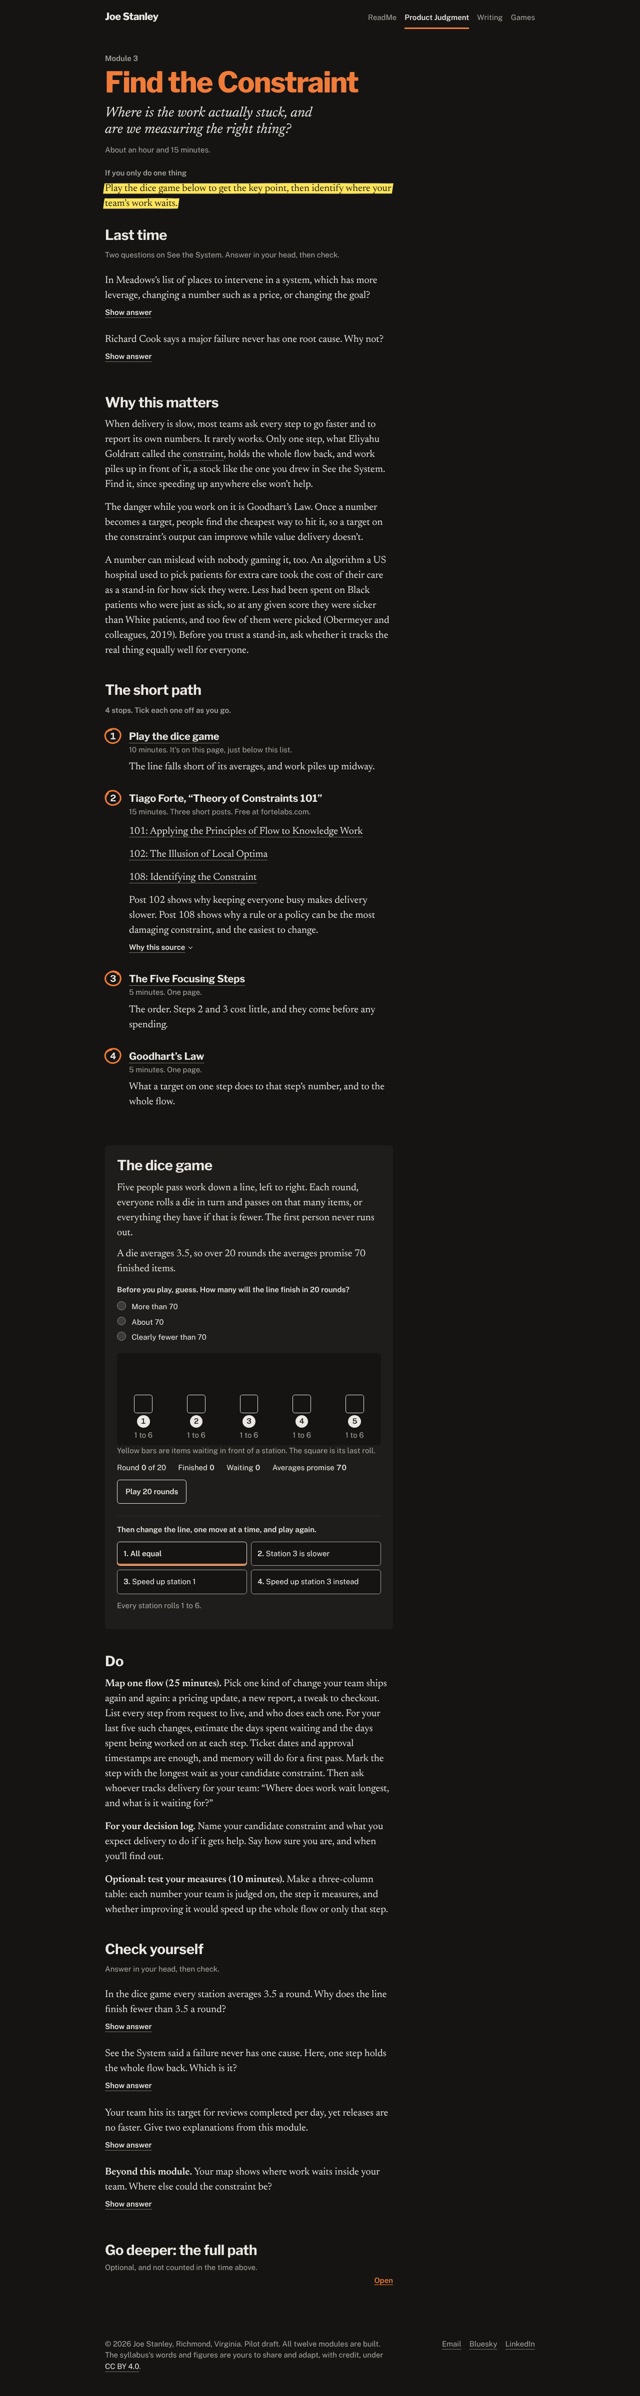 Joe Stanley
ReadMe Product Judgment Writing Games
Module 3
Find the Constraint
Where is the work actually stuck, and
are we measuring the right thing?
About an hour and 15 minutes.
If you only do one thing
Play the dice game below to get the key point, then identify where your
team's work waits.
Last time
Two questions on See the System. Answer in your head, then check.
In Meadows's list of places to intervene in a system, which has more
leverage, changing a number such as a price, or changing the goal?
Show answer
Richard Cook says a major failure never has one root cause. Why not?
Show answer
Why this matters
When delivery is slow, most teams ask every step to go faster and to
report its own numbers. It rarely works. Only one step, what Eliyahu
Goldratt called the constraint, holds the whole flow back, and work
piles up in front of it, a stock like the one you drew in See the System.
Find it, since speeding up anywhere else won't help.
The danger while you work on it is Goodhart's Law. Once a number
becomes a target, people find the cheapest way to hit it, so a target on
the constraint's output can improve while value delivery doesn't.
A number can mislead with nobody gaming it, too. An algorithm a US
hospital used to pick patients for extra care took the cost of their care
as a stand-in for how sick they were. Less had been spent on Black
patients who were just as sick, so at any given score they were sicker
than White patients, and too few of them were picked (Obermeyer and
colleagues, 2019). Before you trust a stand-in, ask whether it tracks the
real thing equally well for everyone.
The short path
4 stops. Tick each one off as you go.
1 Play the dice game
10 minutes. It's on this page, just below this list.
The line falls short of its averages, and work piles up midway.
2 Tiago Forte, “Theory of Constraints 101”
15 minutes. Three short posts. Free at fortelabs.com.
101: Applying the Principles of Flow to Knowledge Work
102: The Illusion of Local Optima
108: Identifying the Constraint
Post 102 shows why keeping everyone busy makes delivery
slower. Post 108 shows why a rule or a policy can be the most
damaging constraint, and the easiest to change.
Why this source
3 The Five Focusing Steps
5 minutes. One page.
The order. Steps 2 and 3 cost little, and they come before any
spending.
4 Goodhart's Law
5 minutes. One page.
What a target on one step does to that step's number, and to the
whole flow.
The dice game
Five people pass work down a line, left to right. Each round,
everyone rolls a die in turn and passes on that many items, or
everything they have if that is fewer. The first person never runs
out.
A die averages 3.5, so over 20 rounds the averages promise 70
finished items.
Before you play, guess. How many will the line finish in 20 rounds?
More than 70
About 70
Clearly fewer than 70
1 2 3 4 5
1 to 6 1 to 6 1 to 6 1 to 6 1 to 6
Yellow bars are items waiting in front of a station. The square is its last roll.
Round 0 of 20 Finished 0 Waiting 0 Averages promise 70
Play 20 rounds
Then change the line, one move at a time, and play again.
1. All equal 2. Station 3 is slower
3. Speed up station 1 4. Speed up station 3 instead
Every station rolls 1 to 6.
Do
Map one flow (25 minutes). Pick one kind of change your team ships
again and again: a pricing update, a new report, a tweak to checkout.
List every step from request to live, and who does each one. For your
last five such changes, estimate the days spent waiting and the days
spent being worked on at each step. Ticket dates and approval
timestamps are enough, and memory will do for a first pass. Mark the
step with the longest wait as your candidate constraint. Then ask
whoever tracks delivery for your team: “Where does work wait longest,
and what is it waiting for?”
For your decision log. Name your candidate constraint and what you
expect delivery to do if it gets help. Say how sure you are, and when
you'll find out.
Optional: test your measures (10 minutes). Make a three-column
table: each number your team is judged on, the step it measures, and
whether improving it would speed up the whole flow or only that step.
Check yourself
Answer in your head, then check.
In the dice game every station averages 3.5 a round. Why does the line
finish fewer than 3.5 a round?
Show answer
See the System said a failure never has one cause. Here, one step holds
the whole flow back. Which is it?
Show answer
Your team hits its target for reviews completed per day, yet releases are
no faster. Give two explanations from this module.
Show answer
Beyond this module. Your map shows where work waits inside your
team. Where else could the constraint be?
Show answer
Go deeper: the full path
Optional, and not counted in the time above.
Open
© 2026 Joe Stanley, Richmond, Virginia. Pilot draft. All twelve modules are built.
The syllabus's words and figures are yours to share and adapt, with credit, under
CC BY 4.0.
Email Bluesky LinkedIn